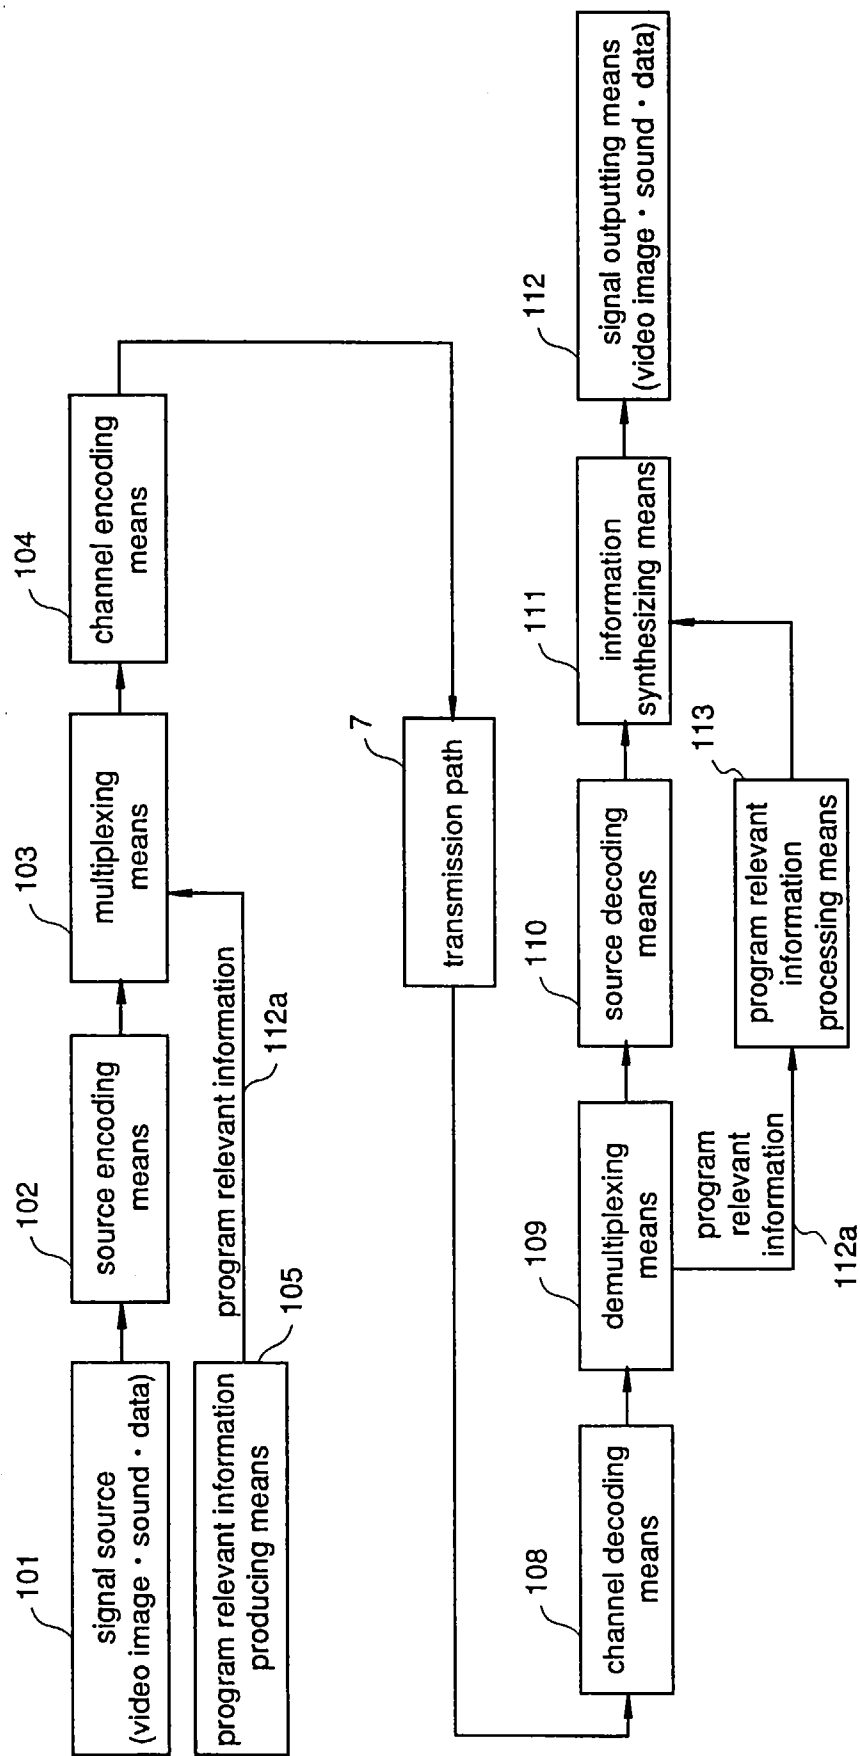 101
signal source
(video image・sound・data)
102
source encoding
means
103
multiplexing
means
104
channel encoding
means
105
program relevant information
producing means
program relevant information
112a
7
transmission path
108
channel decoding
means
109
demultiplexing
means
110
source decoding
means
111
information
synthesizing means
112
signal outputting means
(video image・sound・data)
program
relevant
information
112a
113
program relevant
information
processing means